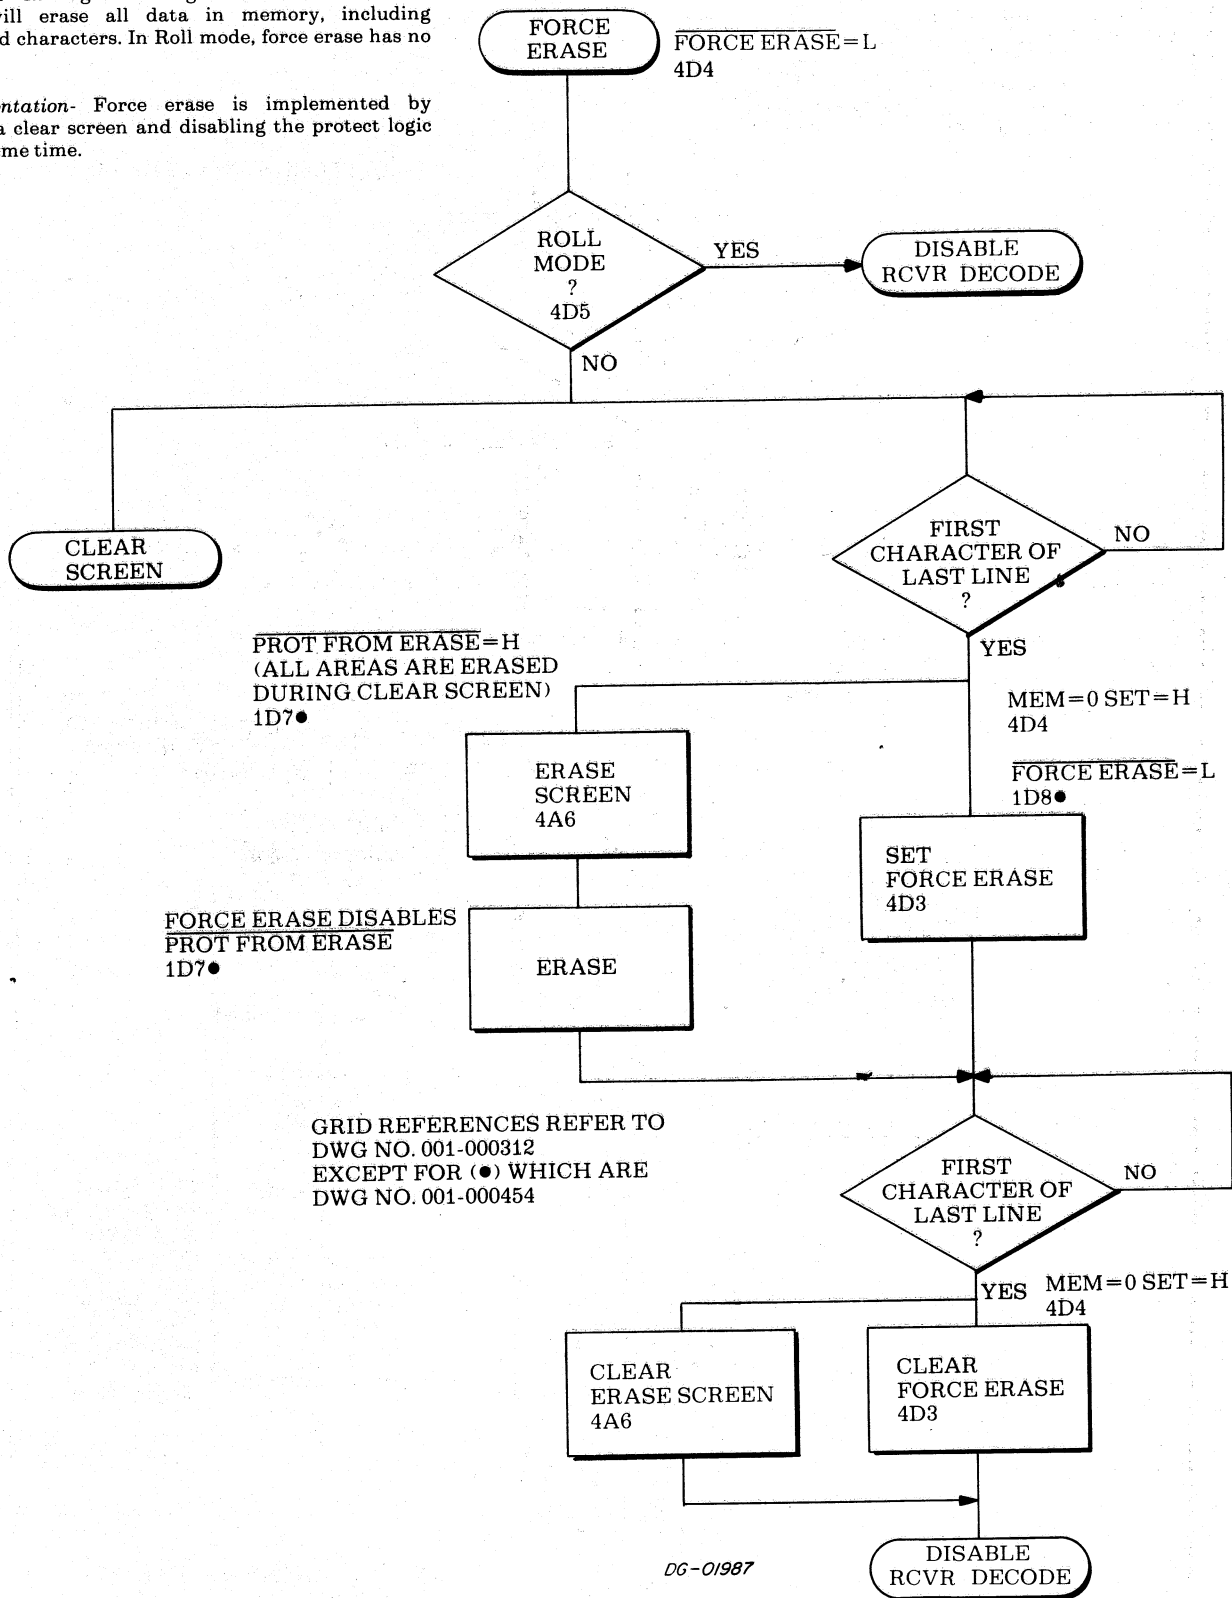 will erase all data in memory, including
d characters. In Roll mode, force erase has no
ntation- Force erase is implemented by
a clear screen and disabling the protect logic
me time.
FORCE
ERASE
FORCE ERASE=L
4D4
ROLL
MODE
?
4D5
YES
DISABLE
RCVR DECODE
NO
CLEAR
SCREEN
FIRST
CHARACTER OF
LAST LINE
?
NO
YES
PROT FROM ERASE=H
(ALL AREAS ARE ERASED
DURING CLEAR SCREEN)
1D7●
MEM=0 SET=H
4D4
ERASE
SCREEN
4A6
FORCE ERASE=L
1D8●
SET
FORCE ERASE
4D3
FORCE ERASE DISABLES
PROT FROM ERASE
1D7●
ERASE
GRID REFERENCES REFER TO
DWG NO. 001-000312
EXCEPT FOR (●) WHICH ARE
DWG NO. 001-000454
FIRST
CHARACTER OF
LAST LINE
?
NO
YES
MEM=0 SET=H
4D4
CLEAR
ERASE SCREEN
4A6
CLEAR
FORCE ERASE
4D3
DG-01987
DISABLE
RCVR DECODE